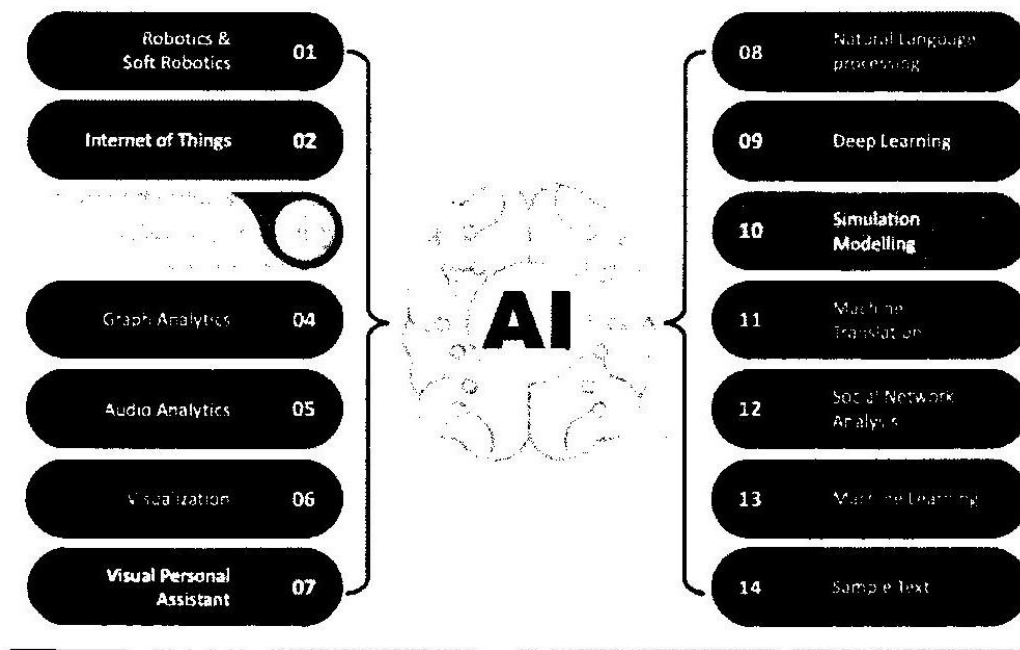 Robotics &
Soft Robotics
01
Internet of Things
02
Graph Analytics
04
Audio Analytics
05
Visualization
06
Visual Personal
Assistant
07
AI
08
Natural Language
processing
09
Deep Learning
10
Simulation
Modelling
11
Machine
Translation
12
Social Network
Analysis
13
Machine Learning
14
Sample Text